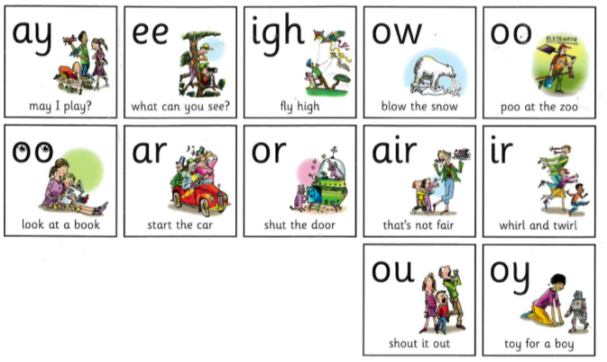 ay
may I play?
ee
what can you see?
igh
fly high
ow
blow the snow
oo
poo at the zoo
oo
look at a book
ar
start the car
or
shut the door
air
that's not fair
ir
whirl and twirl
ou
shout it out
oy
toy for a boy